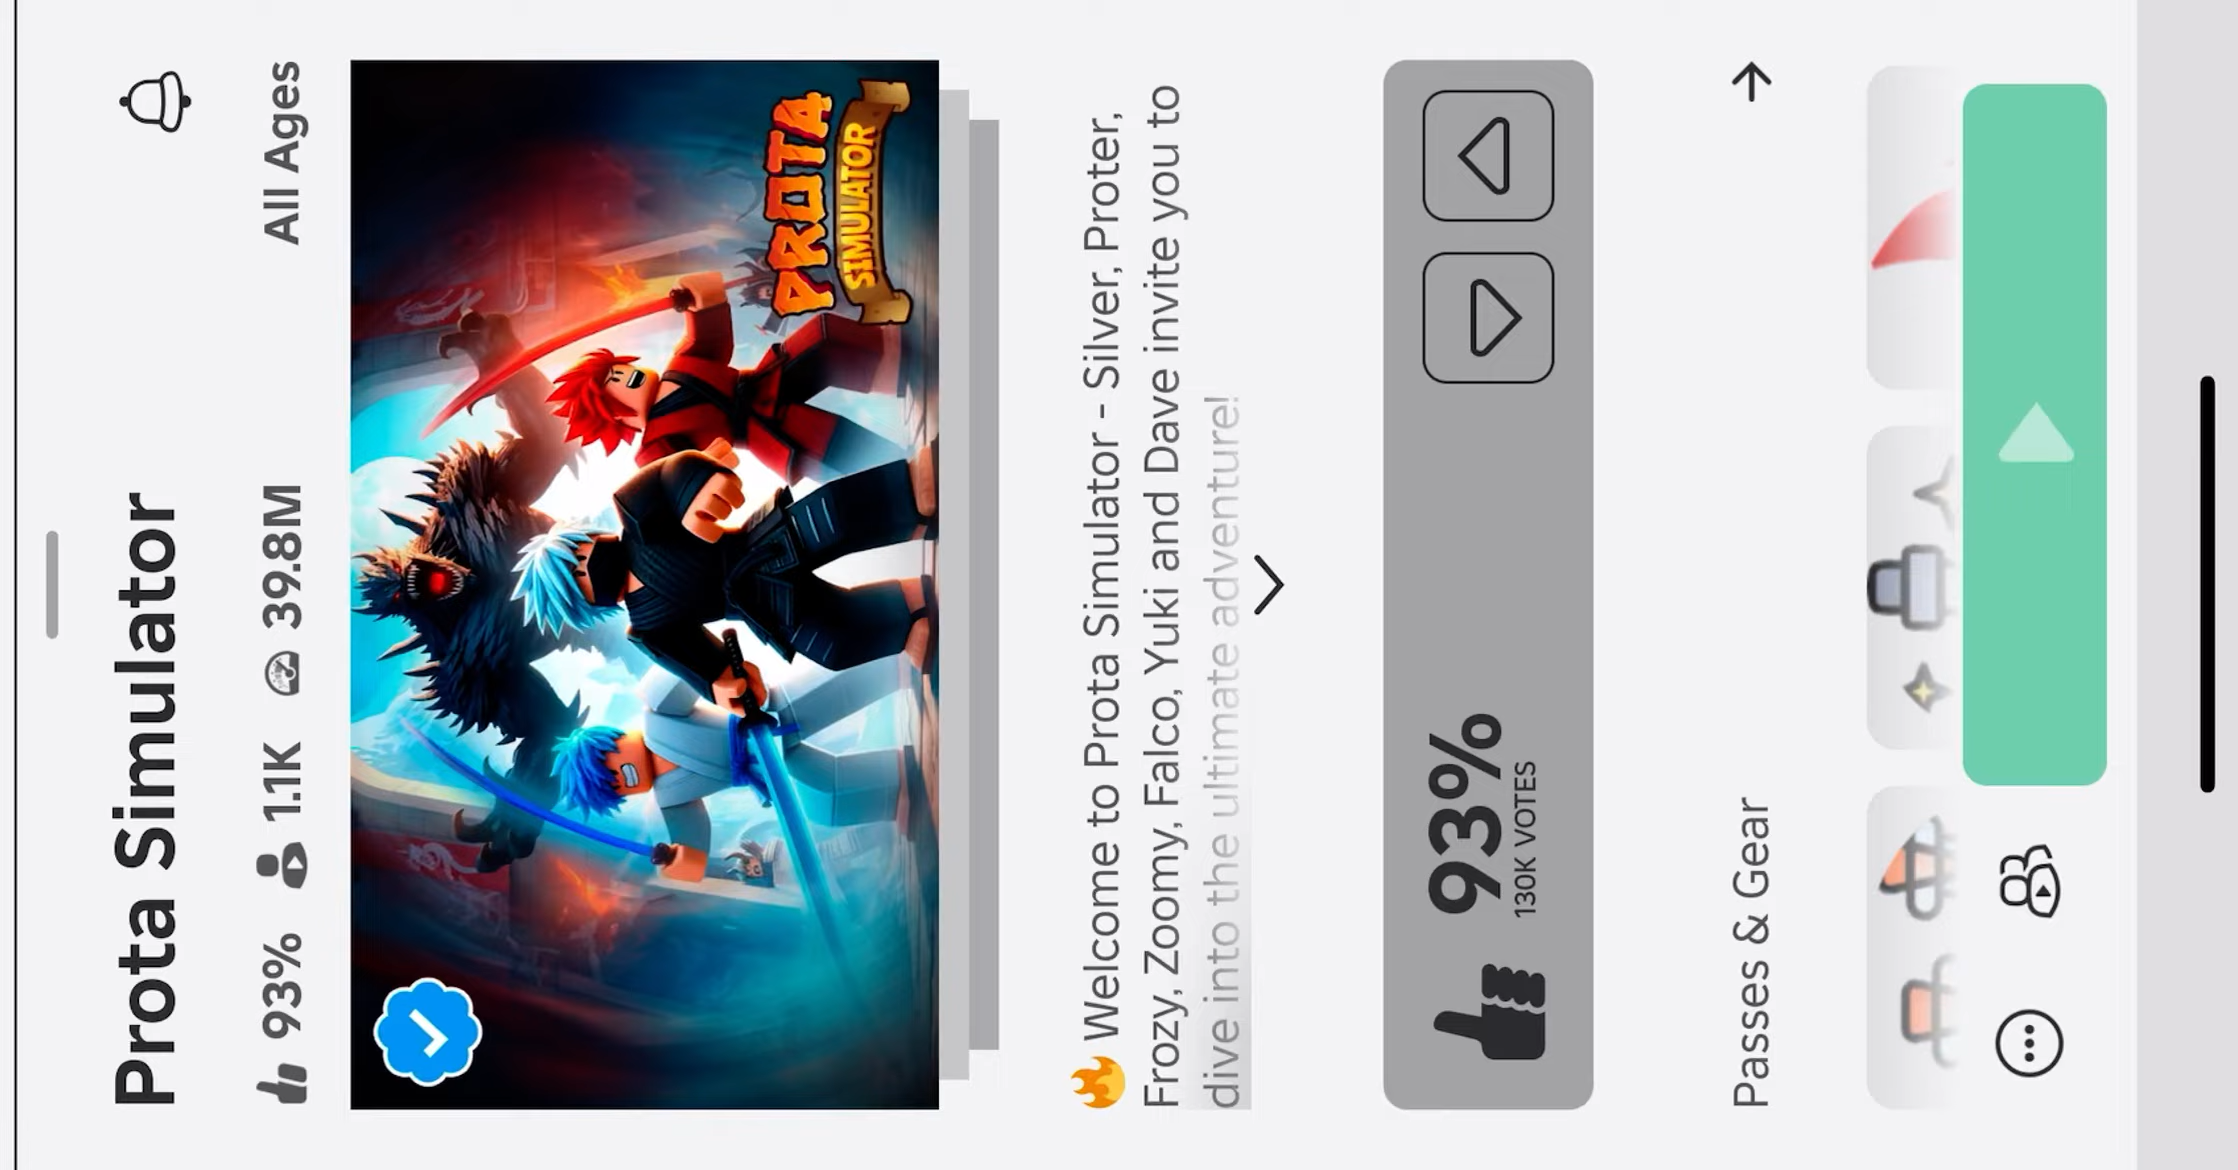 Prota Simulator
93% 1.1K 39.8M All Ages
PROTA
SIMULATOR
🔥 Welcome to Prota Simulator - Silver, Proter,
Frozy, Zoomy, Falco, Yuki and Dave invite you to
dive into the ultimate adventure!
93%
130K VOTES
Passes & Gear